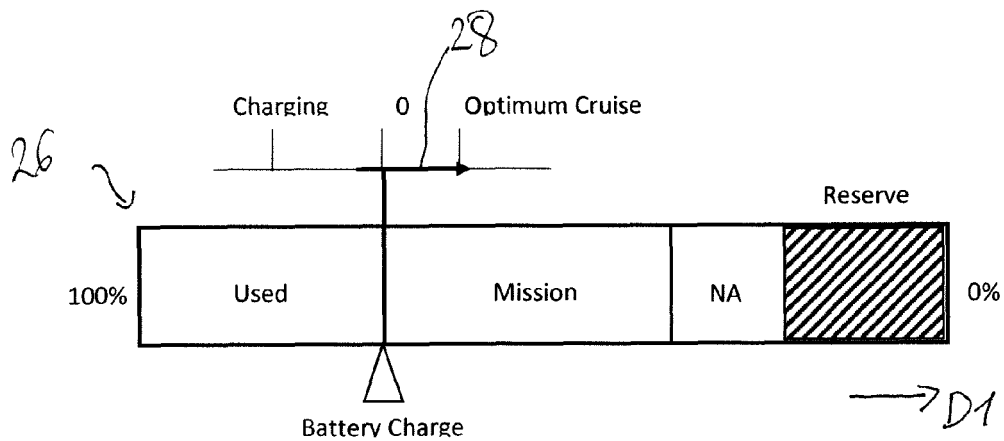 28
Charging 0 Optimum Cruise
26
Reserve
100% Used Mission NA 0%
D1
Battery Charge